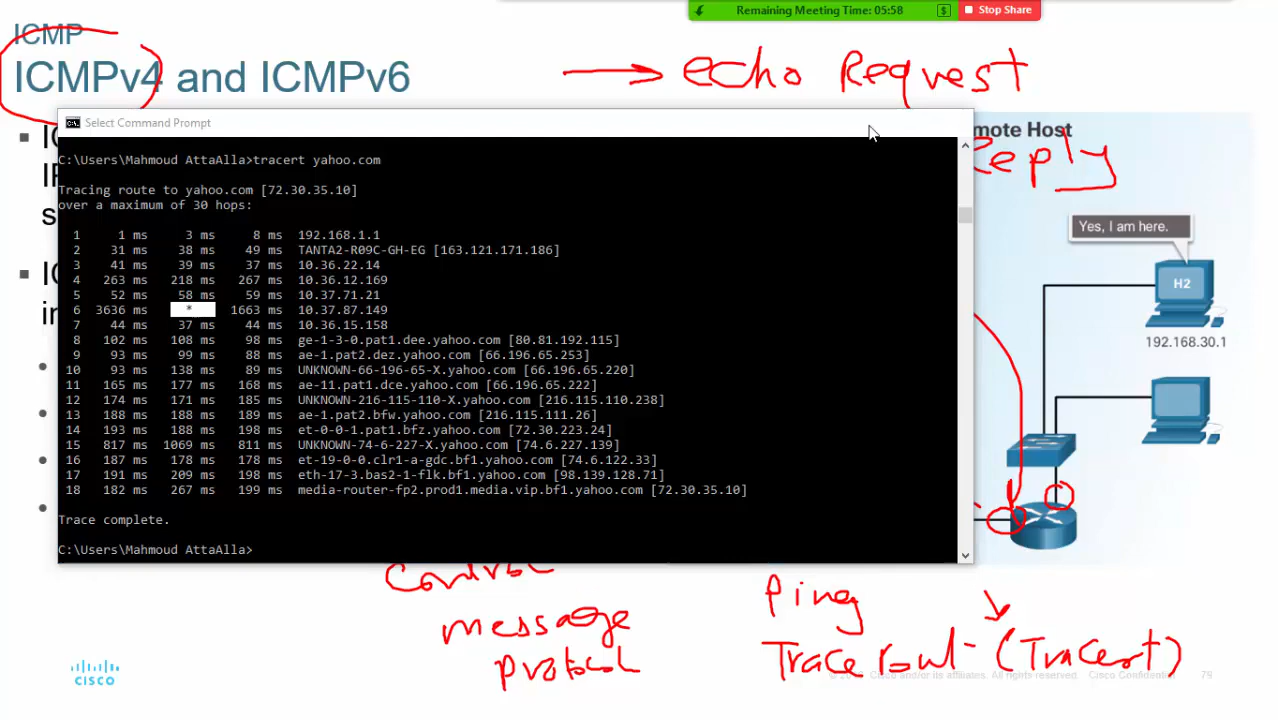 Remaining Meeting Time: 05:58
$
Stop Share
ICMP
ICMPv4 and ICMPv6
echo Request
Reply
Select Command Prompt
C:\Users\Mahmoud AttaAlla>tracert yahoo.com
Tracing route to yahoo.com [72.30.35.10]
over a maximum of 30 hops:
1 1 ms 3 ms 8 ms 192.168.1.1
2 31 ms 38 ms 49 ms TANTA2-R09C-GH-EG [163.121.171.186]
3 41 ms 39 ms 37 ms 10.36.22.14
4 263 ms 218 ms 267 ms 10.36.12.169
5 52 ms 58 ms 59 ms 10.37.71.21
6 3636 ms * 1663 ms 10.37.87.149
7 44 ms 37 ms 44 ms 10.36.15.158
8 102 ms 108 ms 98 ms ge-1-3-0.pat1.dee.yahoo.com [80.81.192.115]
9 93 ms 99 ms 88 ms ae-1.pat2.dez.yahoo.com [66.196.65.253]
10 93 ms 138 ms 89 ms UNKNOWN-66-196-65-X.yahoo.com [66.196.65.220]
11 165 ms 177 ms 168 ms ae-11.pat1.dce.yahoo.com [66.196.65.222]
12 174 ms 171 ms 185 ms UNKNOWN-216-115-110-X.yahoo.com [216.115.110.238]
13 188 ms 188 ms 189 ms ae-1.pat2.bfw.yahoo.com [216.115.111.26]
14 193 ms 188 ms 198 ms et-0-0-1.pat1.bfz.yahoo.com [72.30.223.24]
15 817 ms 1069 ms 811 ms UNKNOWN-74-6-227-X.yahoo.com [74.6.227.139]
16 187 ms 178 ms 178 ms et-19-0-0.clr1-a-gdc.bf1.yahoo.com [74.6.122.33]
17 191 ms 209 ms 198 ms eth-17-3.bas2-1-flk.bf1.yahoo.com [98.139.128.71]
18 182 ms 267 ms 199 ms media-router-fp2.prod1.media.vip.bf1.yahoo.com [72.30.35.10]
Trace complete.
C:\Users\Mahmoud AttaAlla>
mote Host
Yes, I am here.
H2
192.168.30.1
control
message
protocol
Ping
Trace rout (Tracert)
CISCO
Cisco and/or its affiliates. All rights reserved. Cisco Confidential
79